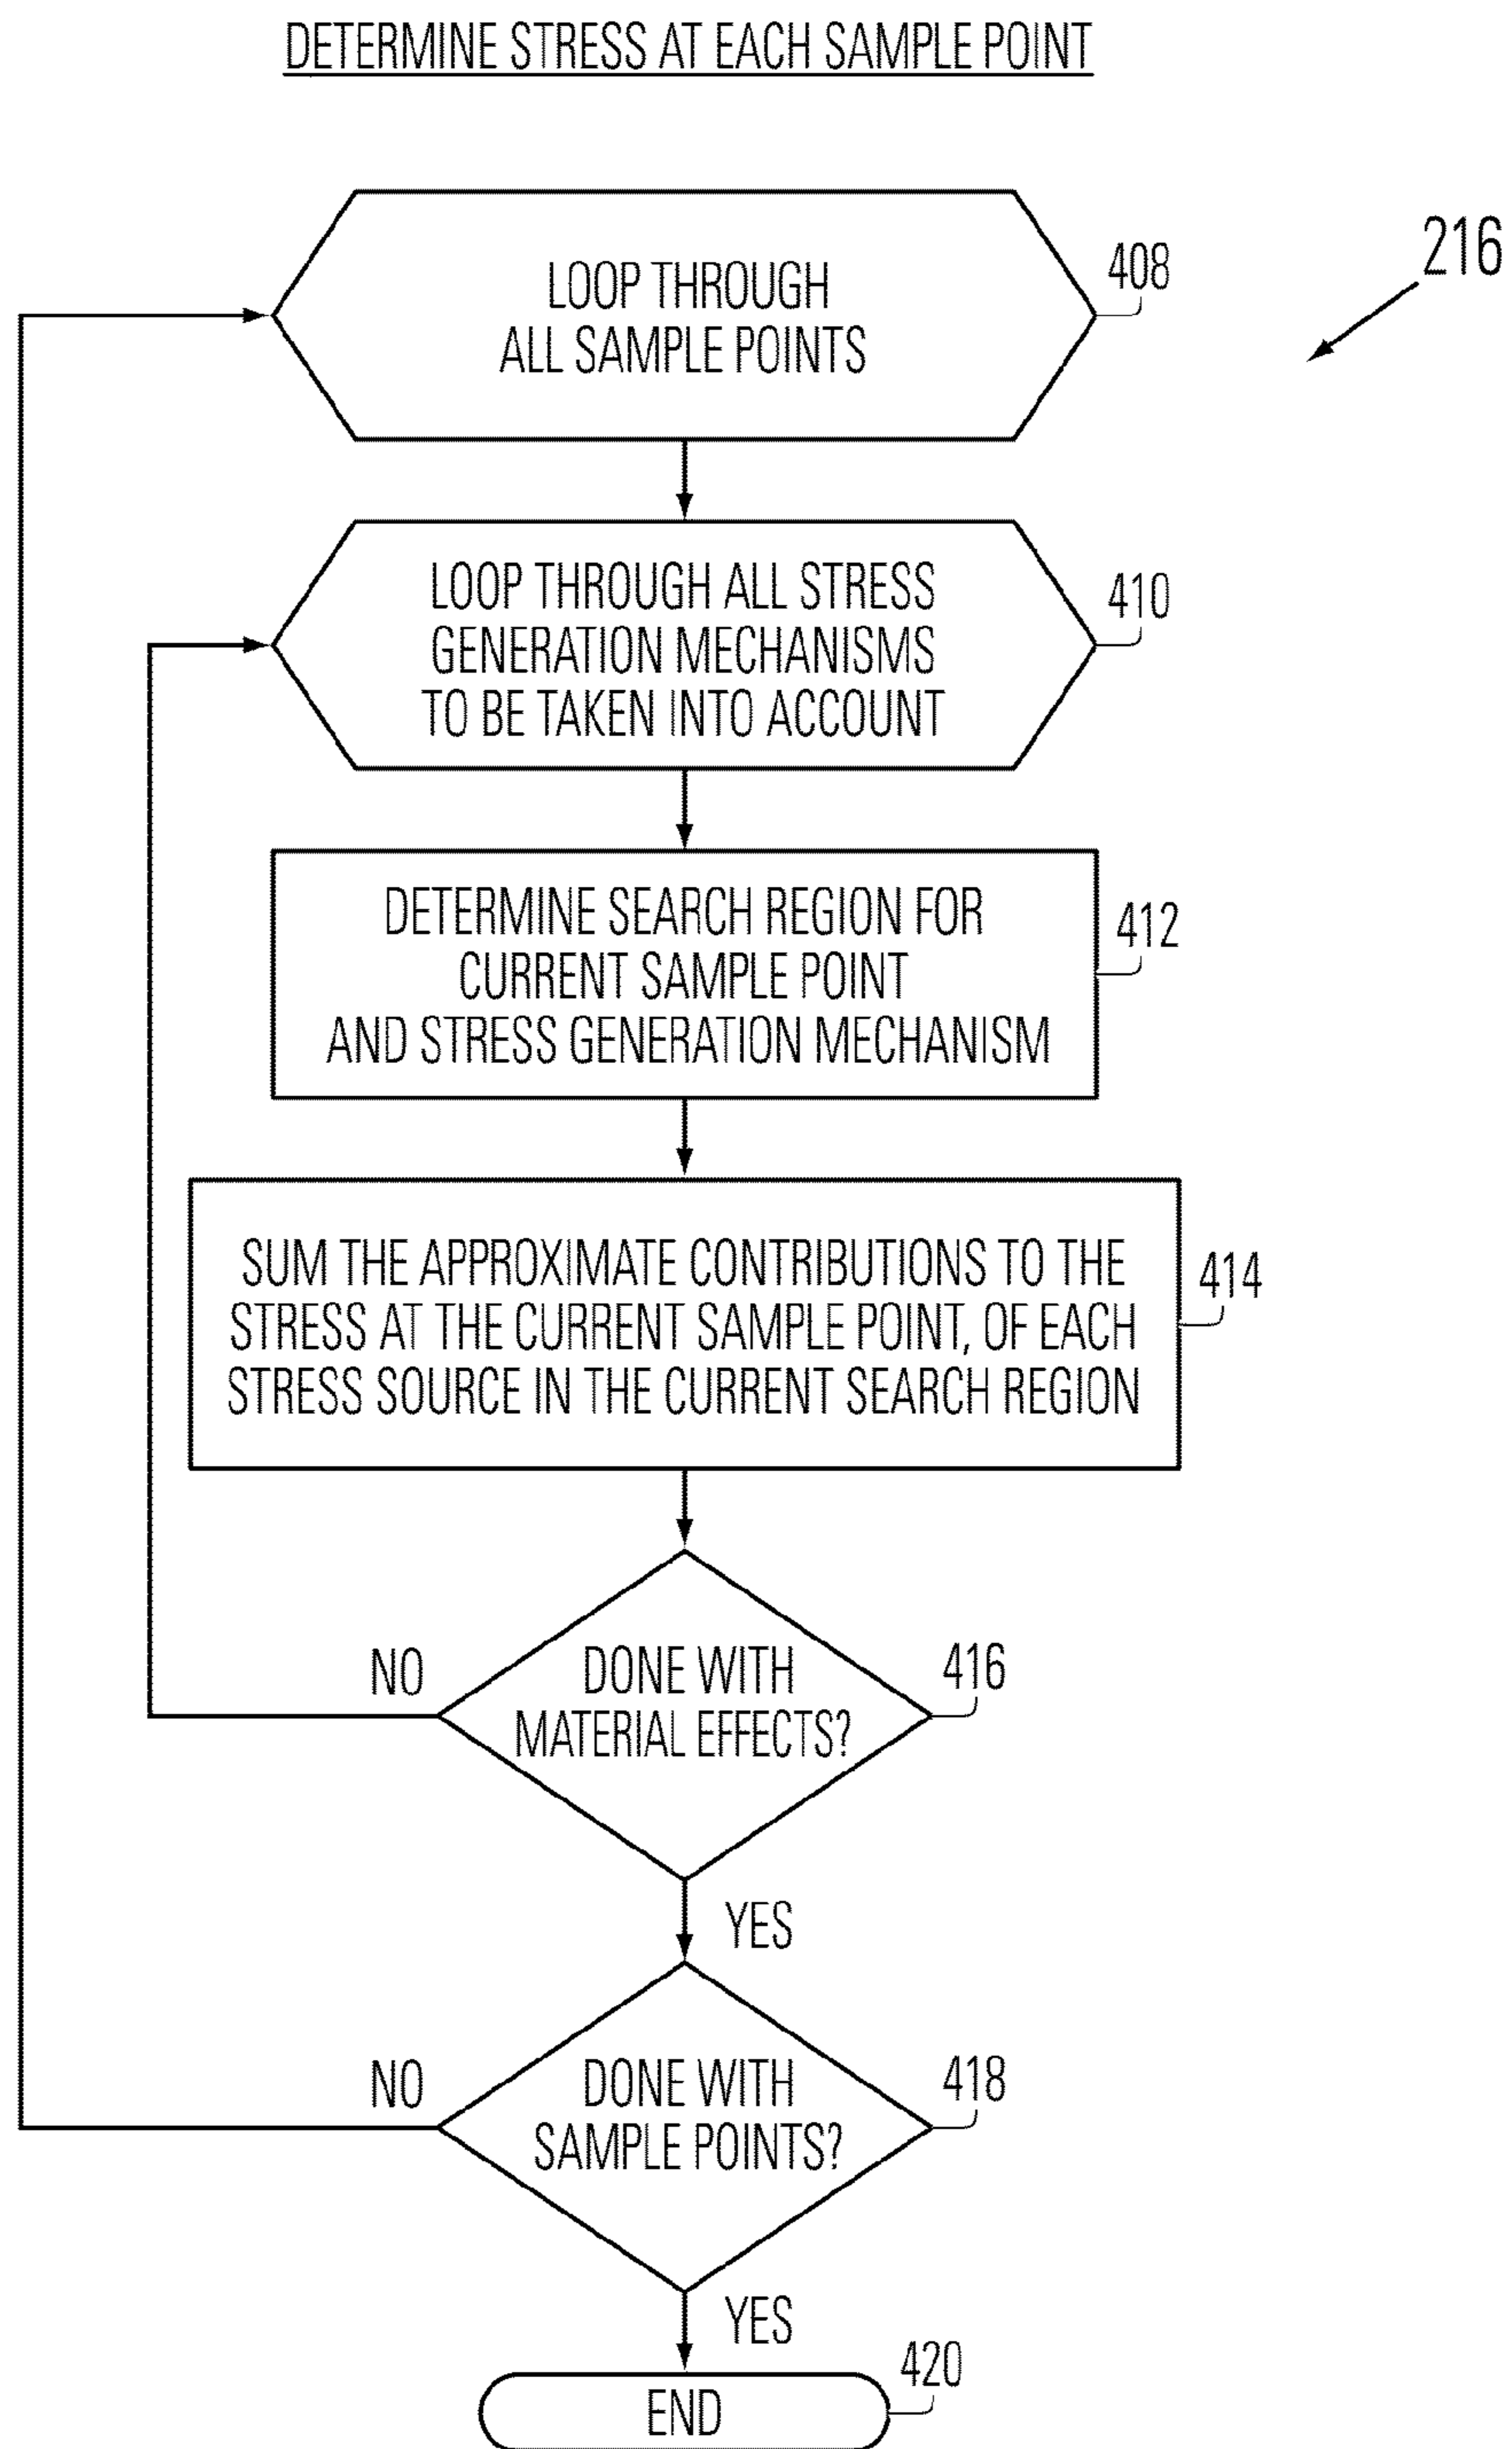 DETERMINE STRESS AT EACH SAMPLE POINT
216
LOOP THROUGH
ALL SAMPLE POINTS
408
LOOP THROUGH ALL STRESS
GENERATION MECHANISMS
TO BE TAKEN INTO ACCOUNT
410
DETERMINE SEARCH REGION FOR
CURRENT SAMPLE POINT
AND STRESS GENERATION MECHANISM
412
SUM THE APPROXIMATE CONTRIBUTIONS TO THE
STRESS AT THE CURRENT SAMPLE POINT, OF EACH
STRESS SOURCE IN THE CURRENT SEARCH REGION
414
DONE WITH
MATERIAL EFFECTS?
416
NO
YES
DONE WITH
SAMPLE POINTS?
418
NO
YES
END
420